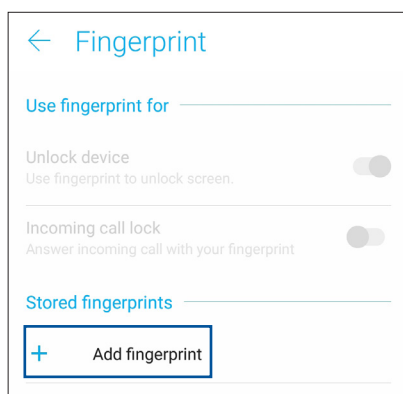 Fingerprint
Use fingerprint for
Unlock device
Use fingerprint to unlock screen.
Incoming call lock
Answer incoming call with your fingerprint
Stored fingerprints
+ Add fingerprint